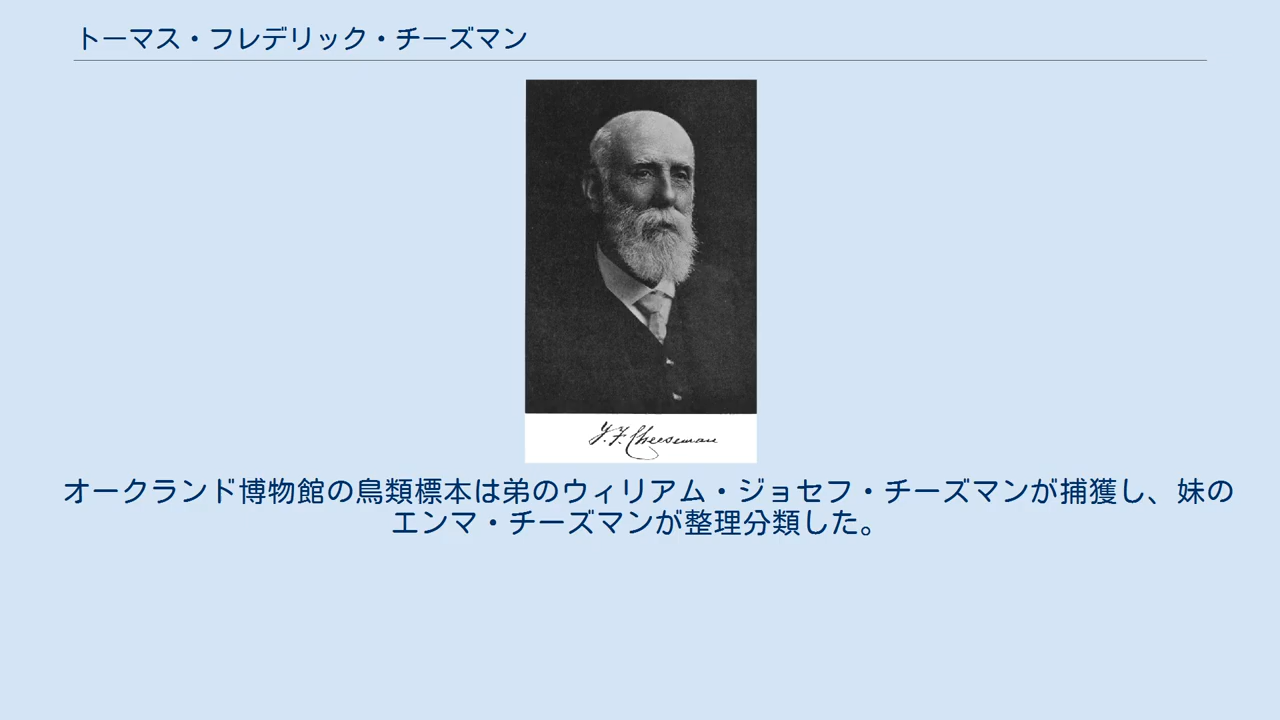 トーマス・フレデリック・チーズマン
T. F. Cheeseman
オークランド博物館の鳥類標本は弟のウィリアム・ジョセフ・チーズマンが捕獲し、妹の
エンマ・チーズマンが整理分類した。